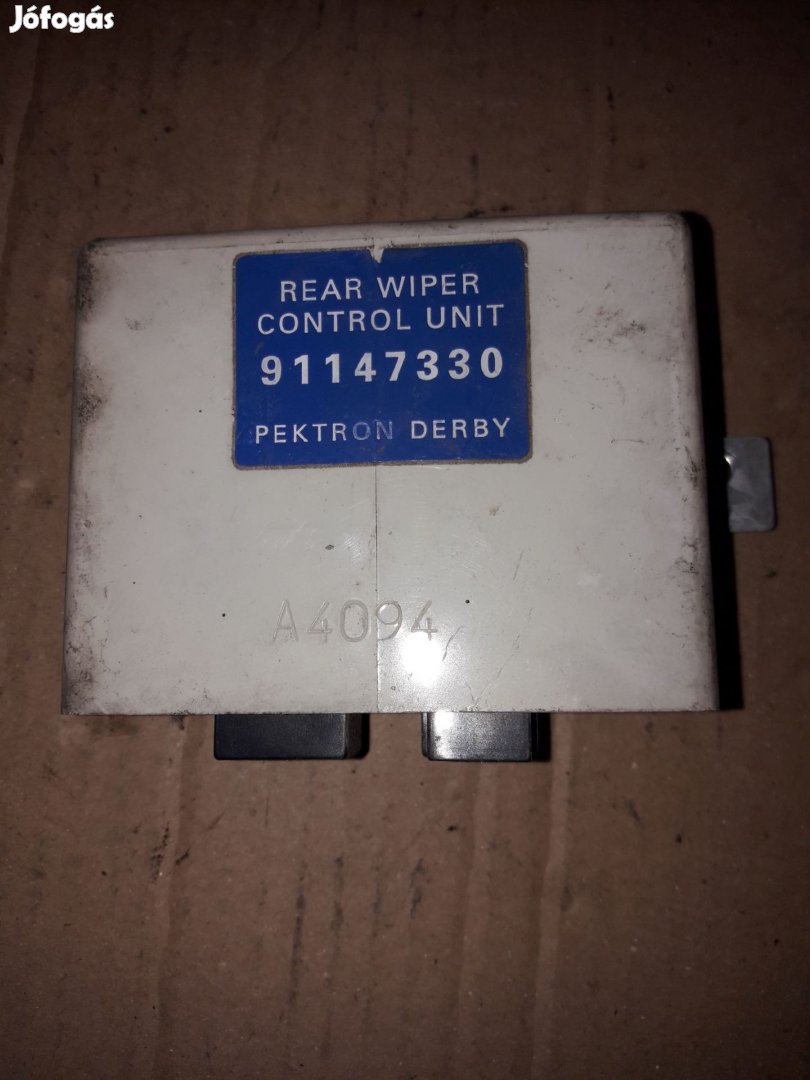 Jófogás
REAR WIPER
CONTROL UNIT
91147330
PEKTRON DERBY
A4094